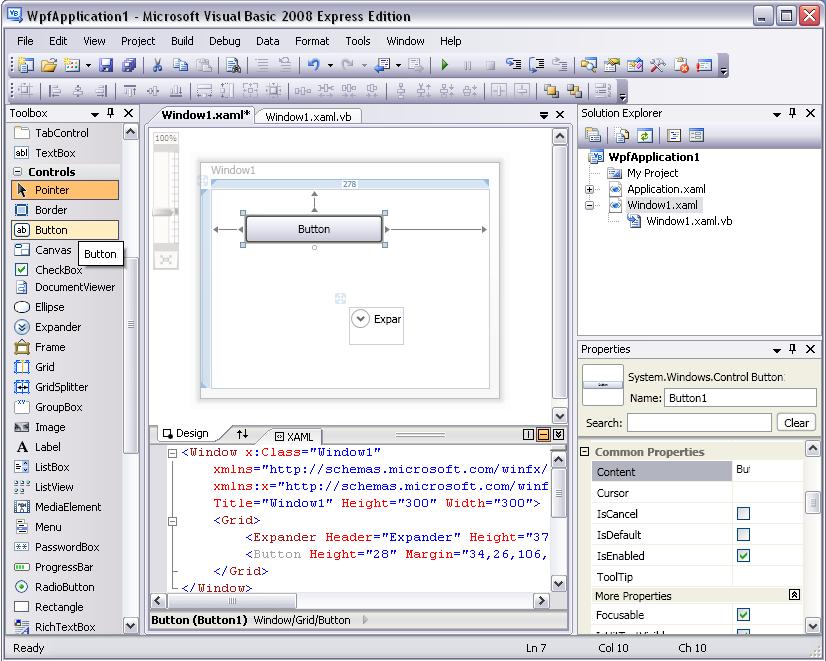 WpfApplication1 - Microsoft Visual Basic 2008 Express Edition
File Edit View Project Build Debug Data Format Tools Window Help
Toolbox
TabControl
TextBox
Controls
Pointer
Border
Button
Canvas
Button
CheckBox
DocumentViewer
Ellipse
Expander
Frame
Grid
GridSplitter
GroupBox
Image
Label
ListBox
ListView
MediaElement
Menu
PasswordBox
ProgressBar
RadioButton
Rectangle
RichTextBox
Window1.xaml* Window1.xaml.vb
100%
Window1
278
Button
Expar
Design XAML
<Window x:Class="Window1"
xmlns="http://schemas.microsoft.com/winfx/
xmlns:x="http://schemas.microsoft.com/winf
Title="Window1" Height="300" Width="300">
<Grid>
<Expander Header="Expander" Height="37
<Button Height="28" Margin="34,26,106,
</Grid>
</Window>
Button (Button1) Window/Grid/Button
Solution Explorer
WpfApplication1
My Project
Application.xaml
Window1.xaml
Window1.xaml.vb
Properties
System.Windows.Control Button:
Name: Button1
Search: Clear
Common Properties
Content But
Cursor
IsCancel
IsDefault
IsEnabled
ToolTip
More Properties
Focusable
Ready Ln 7 Col 10 Ch 10